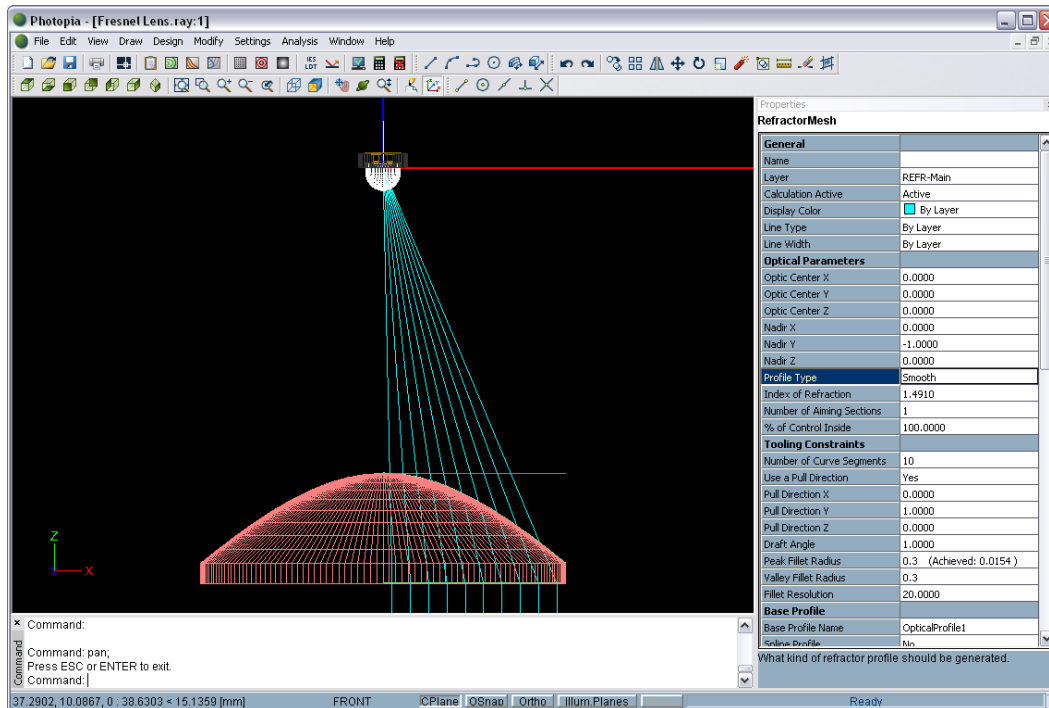 Photopia - [Fresnel Lens.ray:1]
File Edit View Draw Design Modify Settings Analysis Window Help
IES
LDT
Properties
RefractorMesh
General
Name
Layer REFR-Main
Calculation Active Active
Display Color By Layer
Line Type By Layer
Line Width By Layer
Optical Parameters
Optic Center X 0.0000
Optic Center Y 0.0000
Optic Center Z 0.0000
Nadir X 0.0000
Nadir Y -1.0000
Nadir Z 0.0000
Profile Type Smooth
Index of Refraction 1.4910
Number of Aiming Sections 1
% of Control Inside 100.0000
Tooling Constraints
Number of Curve Segments 10
Use a Pull Direction Yes
Pull Direction X 0.0000
Pull Direction Y 1.0000
Pull Direction Z 0.0000
Draft Angle 1.0000
Peak Fillet Radius 0.3 (Achieved: 0.0154 )
Valley Fillet Radius 0.3
Fillet Resolution 20.0000
Base Profile
Base Profile Name OpticalProfile1
Spline Profile No
What kind of refractor profile should be generated.
Z
X
Command
Command:
Command: pan;
Press ESC or ENTER to exit.
Command:
37.2902, 10.0867, 0 : 38.6303 < 15.1359 [mm] FRONT CPlane OSnap Ortho Illum.Planes Ready